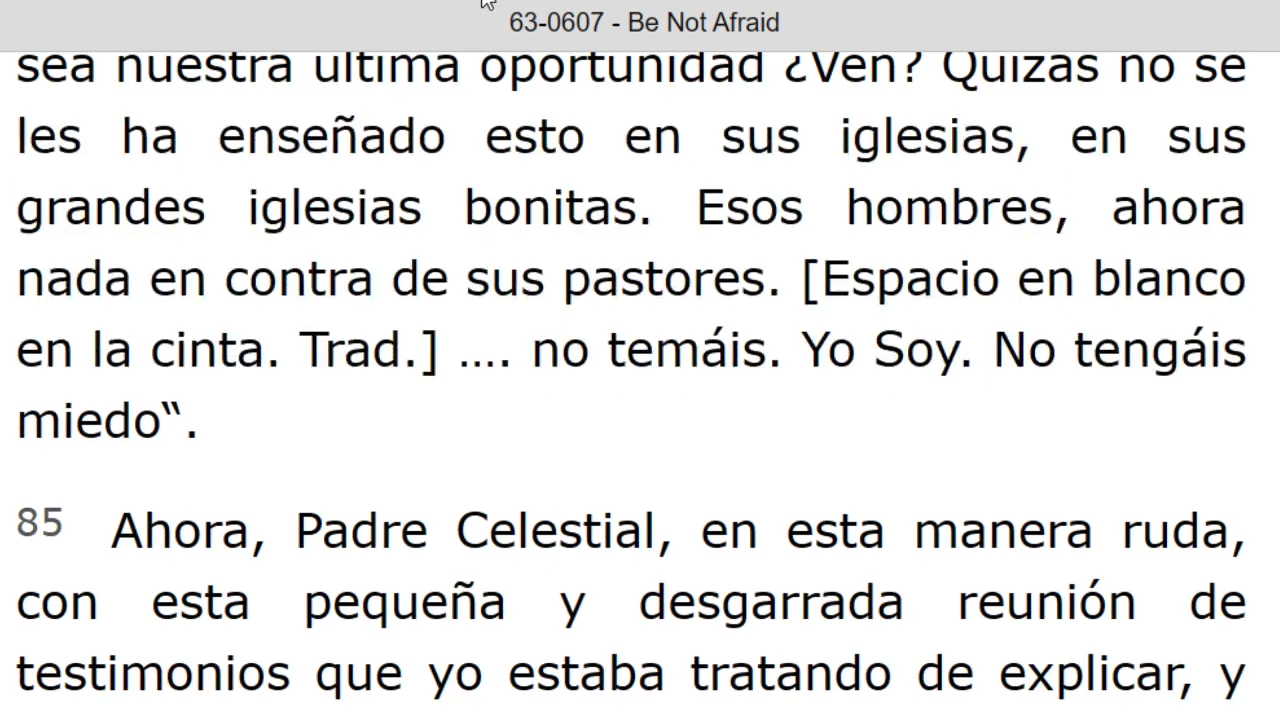 63-0607 - Be Not Afraid
sea nuestra última oportunidad ¿Ven? Quizás no se
les ha enseñado esto en sus iglesias, en sus
grandes iglesias bonitas. Esos hombres, ahora
nada en contra de sus pastores. [Espacio en blanco
en la cinta. Trad.] .... no temáis. Yo Soy. No tengáis
miedo“.
85 Ahora, Padre Celestial, en esta manera ruda,
con esta pequeña y desgarrada reunión de
testimonios que yo estaba tratando de explicar, y